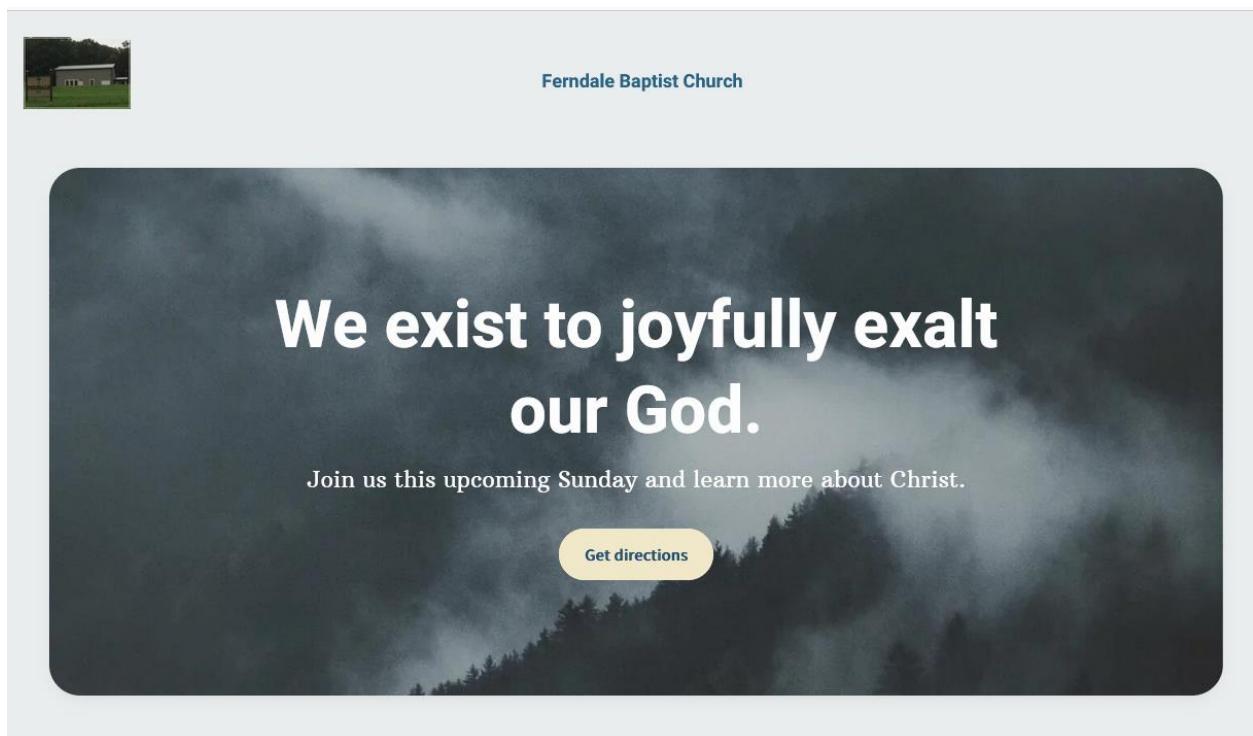 Ferndale Baptist Church
We exist to joyfully exalt
our God.
Join us this upcoming Sunday and learn more about Christ.
Get directions